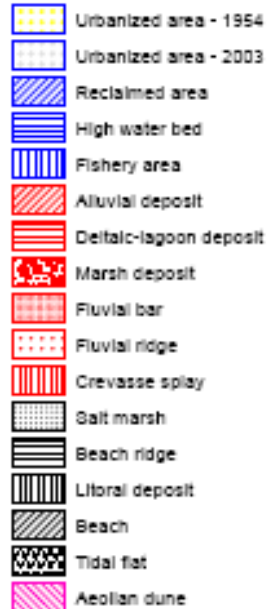 Urbanized area - 1954
Urbanized area - 2003
Reclaimed area
High water bed
Fishery area
Alluvial deposit
Deltaic-lagoon deposit
Marsh deposit
Fluvial bar
Fluvial ridge
Crevasse splay
Salt marsh
Beach ridge
Litoral deposit
Beach
Tidal flat
Aeolian dune